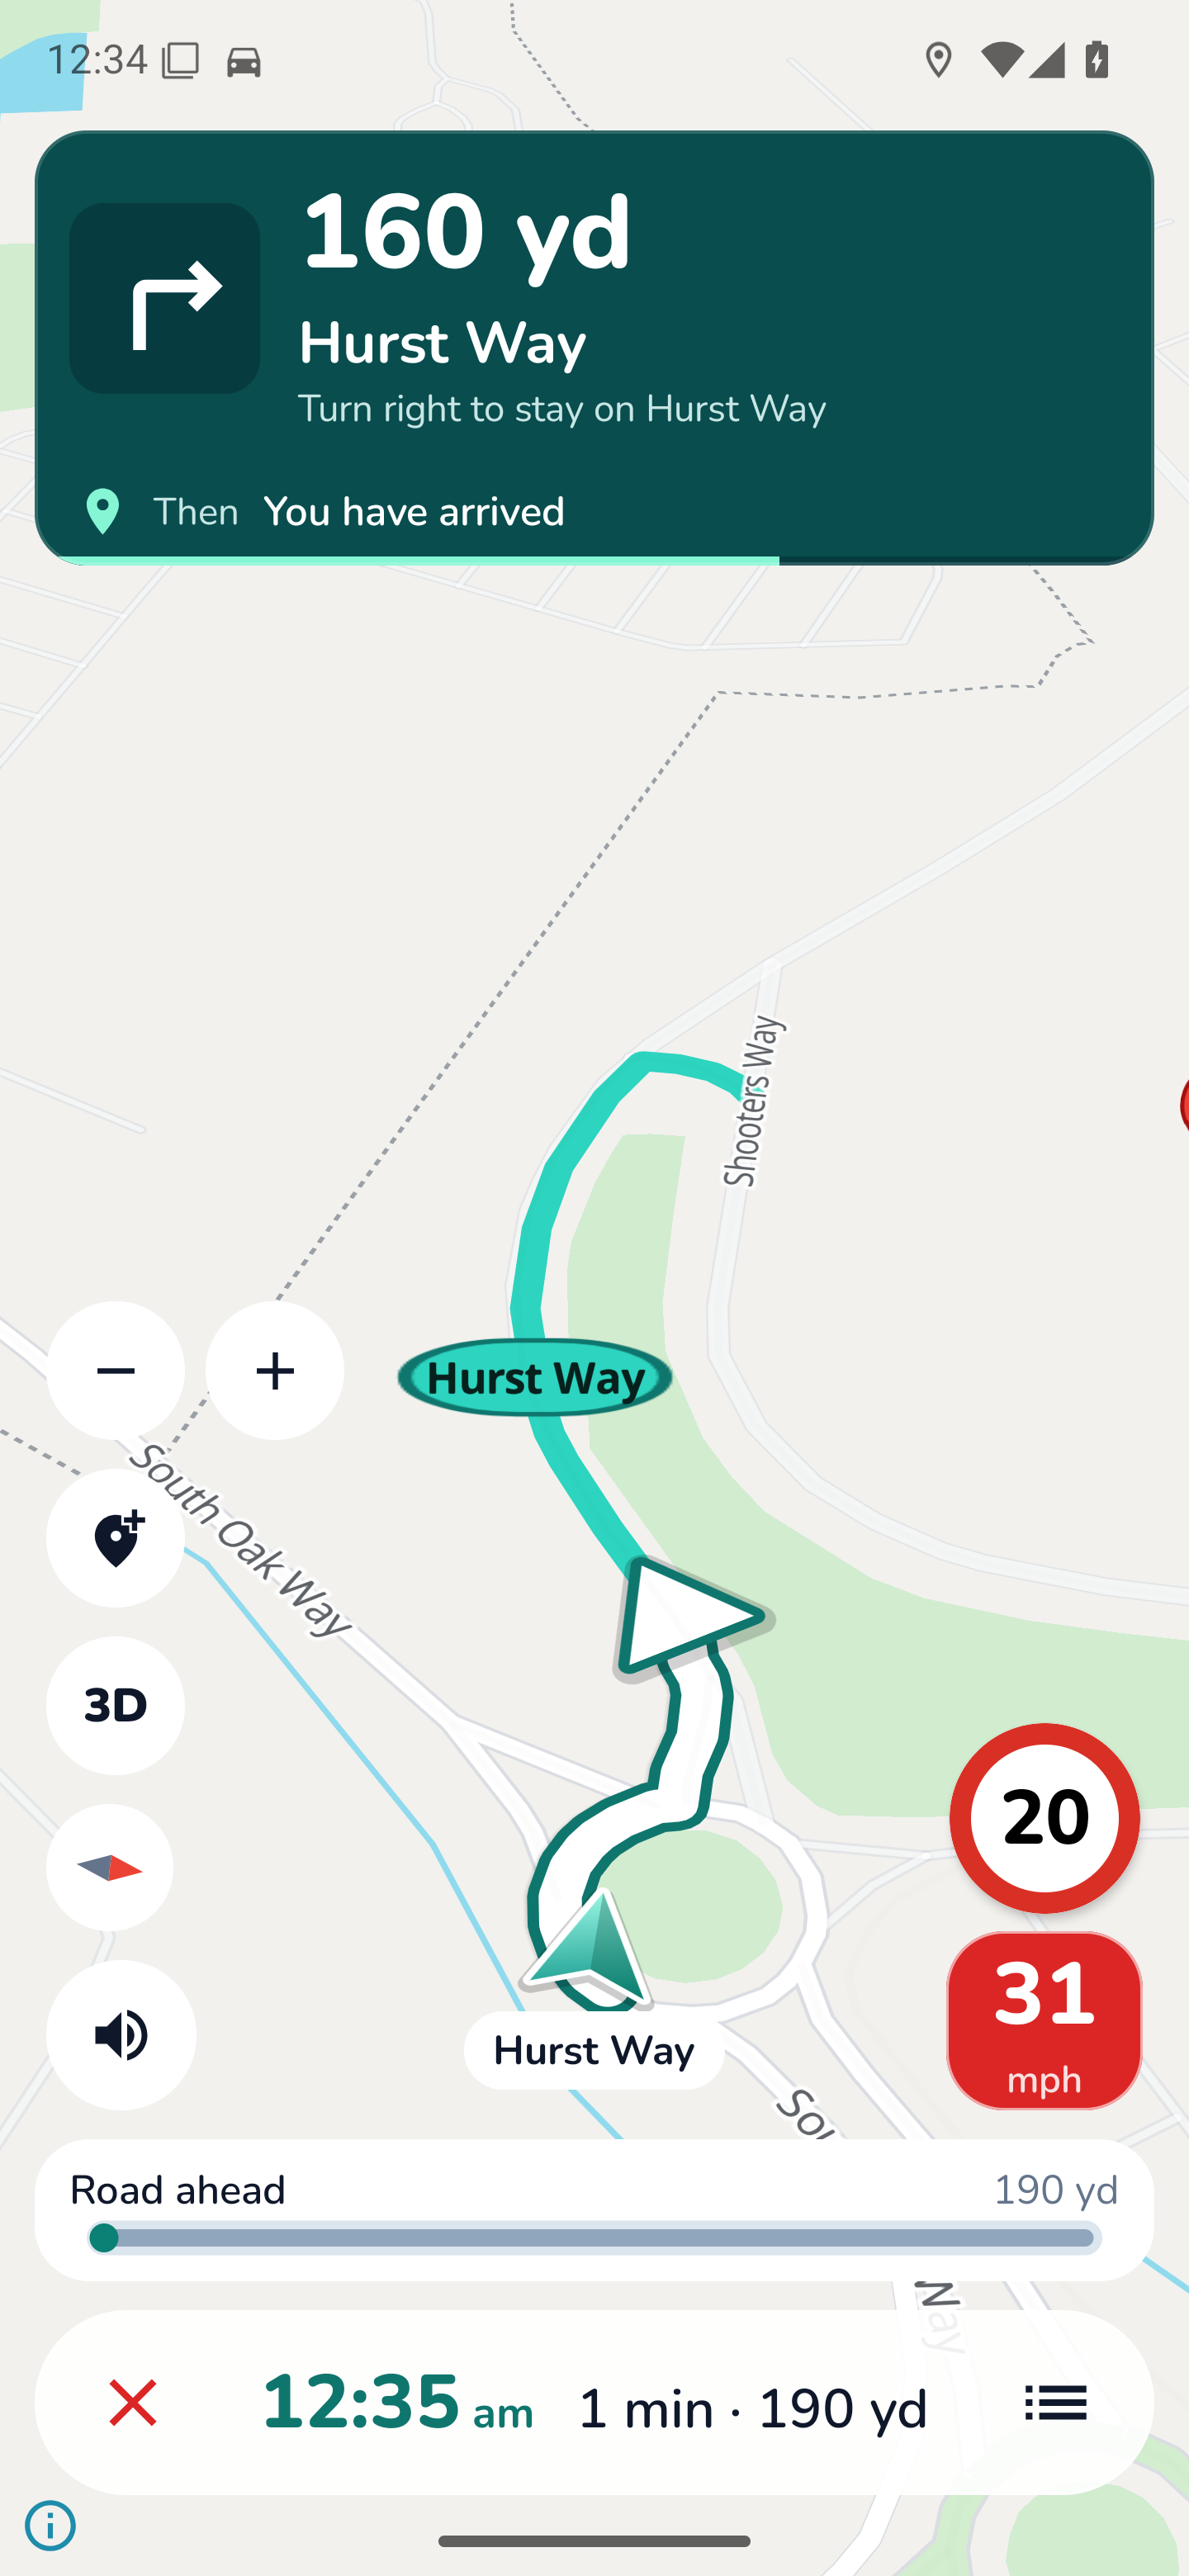 12:34
160 yd
Hurst Way
Turn right to stay on Hurst Way
Then You have arrived
Shooters Way
Hurst Way
South Oak Way
3D
20
31
mph
Hurst Way
Road ahead
190 yd
Way
12:35 am
1 min · 190 yd